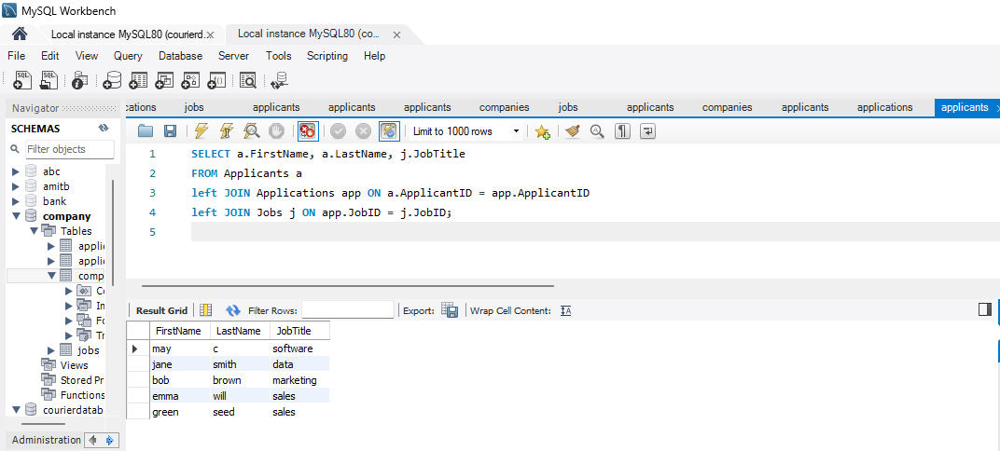 MySQL Workbench
Local instance MySQL80 (courierd... x Local instance MySQL80 (co... x
File Edit View Query Database Server Tools Scripting Help
Navigator cations jobs applicants applicants applicants companies jobs applicants companies applicants applications applicants
SCHEMAS Limit to 1000 rows
Filter objects
abc
amitb
bank
company
Tables
appli
appli
comp
C
In
Fo
Tr
jobs
Views
Stored Pr
Functions
courierdatab
Administration
1 SELECT a.FirstName, a.LastName, j.JobTitle
2 FROM Applicants a
3 left JOIN Applications app ON a.ApplicantID = app.ApplicantID
4 left JOIN Jobs j ON app.JobID = j.JobID;
5
Result Grid Filter Rows: Export: Wrap Cell Content:
FirstName LastName JobTitle
may c software
jane smith data
bob brown marketing
emma will sales
green seed sales